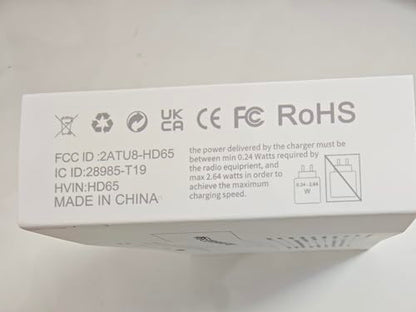 UK
CA CE FC RoHS
FCC ID :2ATU8-HD65
IC ID:28985-T19
HVIN:HD65
MADE IN CHINA
the power delivered by the charger must be
between min 0.24 Watts required by
the radio equiprient, and
max 2.64 watts in order to
achieve the maximum
charging speed.
0.24 - 2.64
W